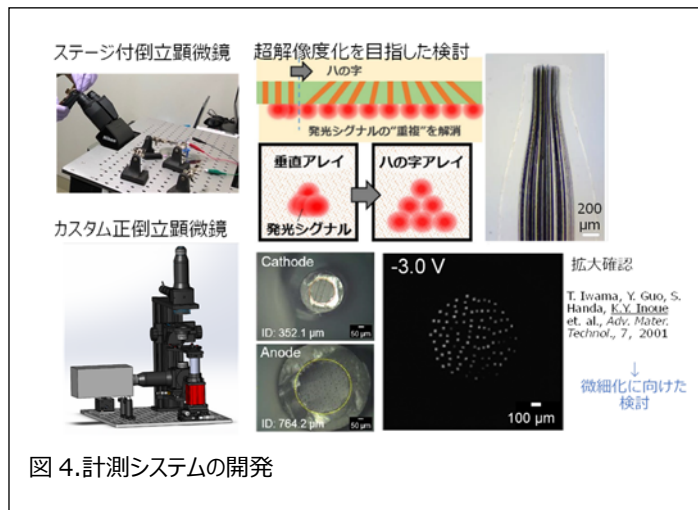 ステージ付倒立顕微鏡
超解像度化を目指した検討
ハの字
発光シグナルの“重複”を解消
垂直アレイ
ハの字アレイ
発光シグナル
200
μm
カスタム正倒立顕微鏡
Cathode
ID: 352.1 μm
50 μm
Anode
ID: 764.2 μm
50 μm
-3.0 V
100 μm
拡大確認
T. Iwama, Y. Guo, S.
Handa, K.Y. Inoue
et. al., Adv. Mater.
Technol., 7, 2001
↓
微細化に向けた
検討
図 4.計測システムの開発